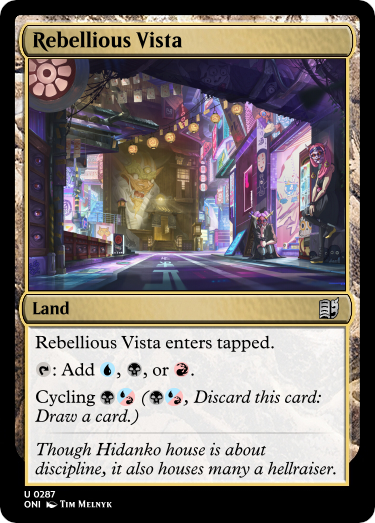 Rebellious Vista
Land
Rebellious Vista enters tapped.
: Add , , or .
Cycling (, Discard this card:
Draw a card.)
Though Hidanko house is about
discipline, it also houses many a hellraiser.
U 0287
ONI Tim Melnyk